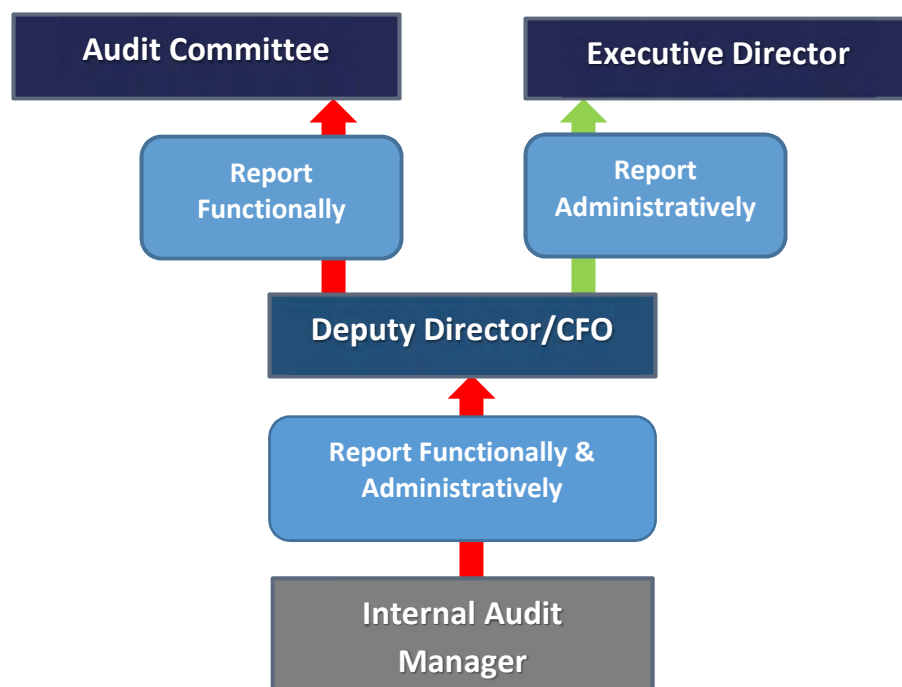 Audit Committee
Executive Director
Report
Functionally
Report
Administratively
Deputy Director/CFO
Report Functionally &
Administratively
Internal Audit
Manager